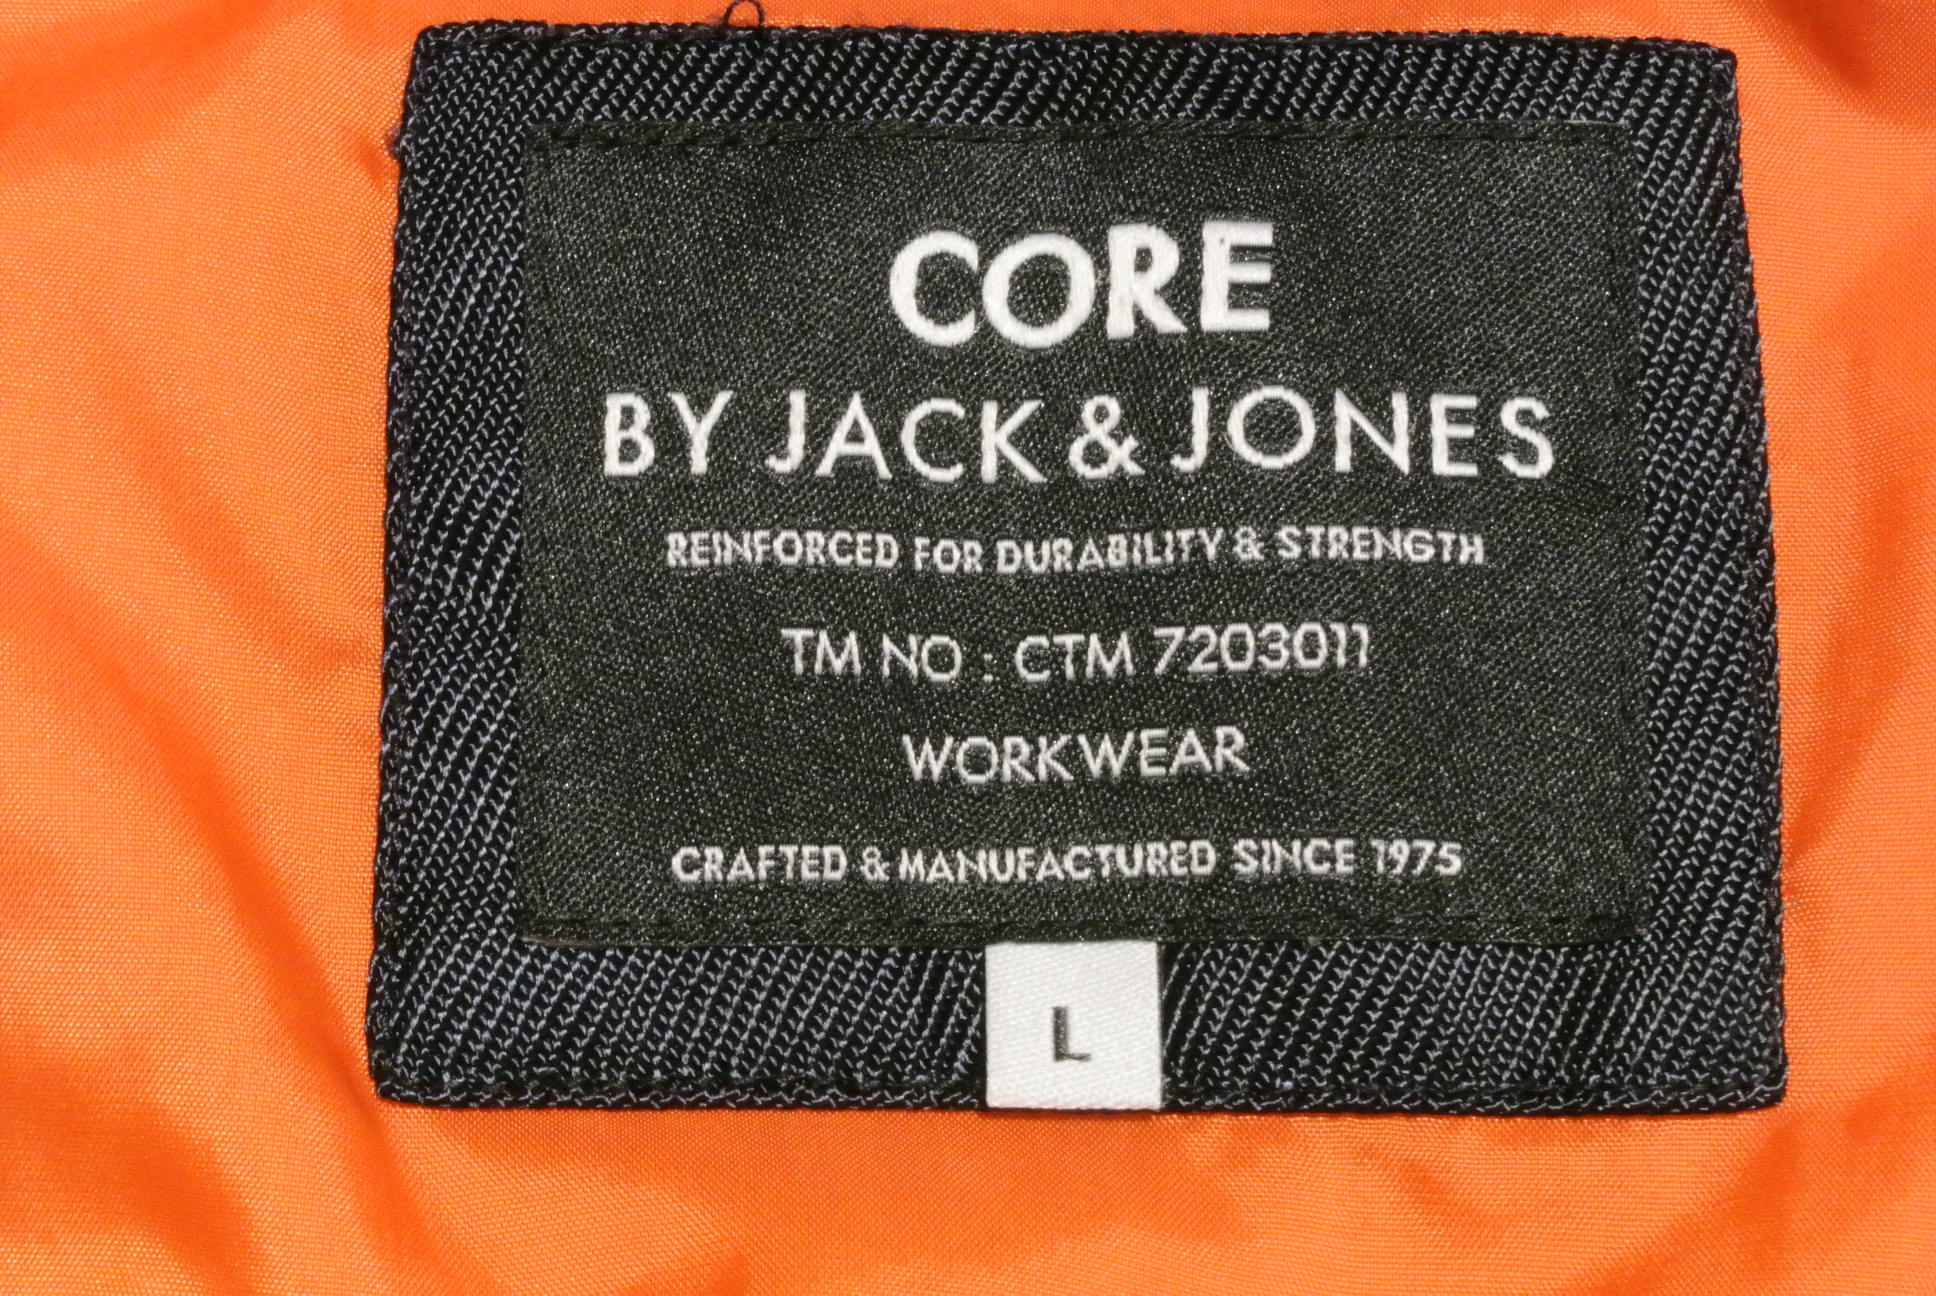 CORE
BY JACK & JONES
REINFORCED FOR DURABILITY & STRENGTH
TM NO : CTM 7203011
WORKWEAR
CRAFTED & MANUFACTURED SINCE 1975
L